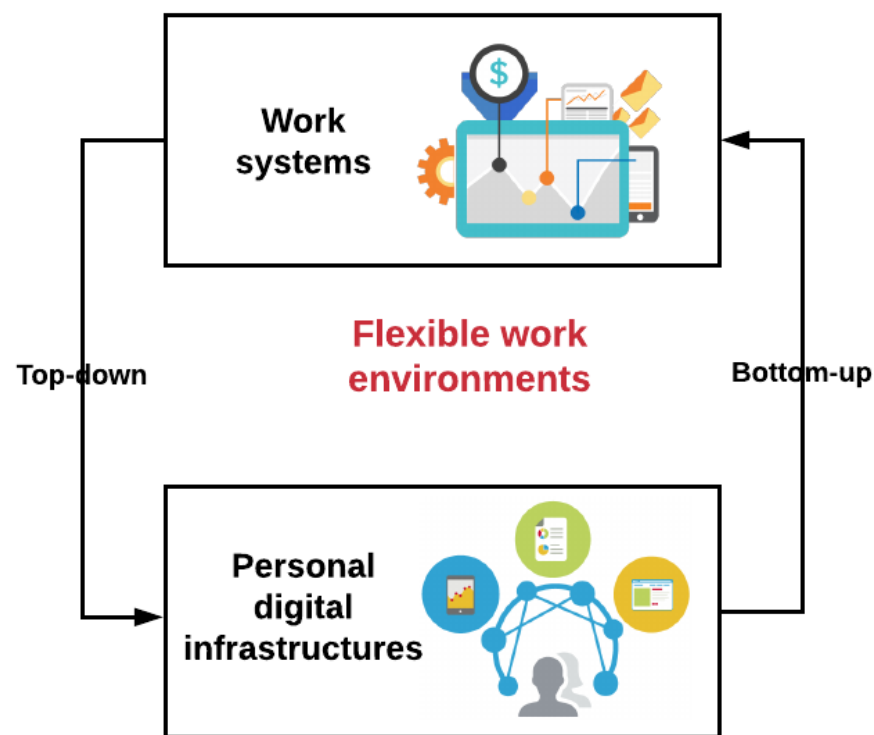 $
Work
systems
Flexible work
environments
Top-down
Bottom-up
Personal
digital
infrastructures